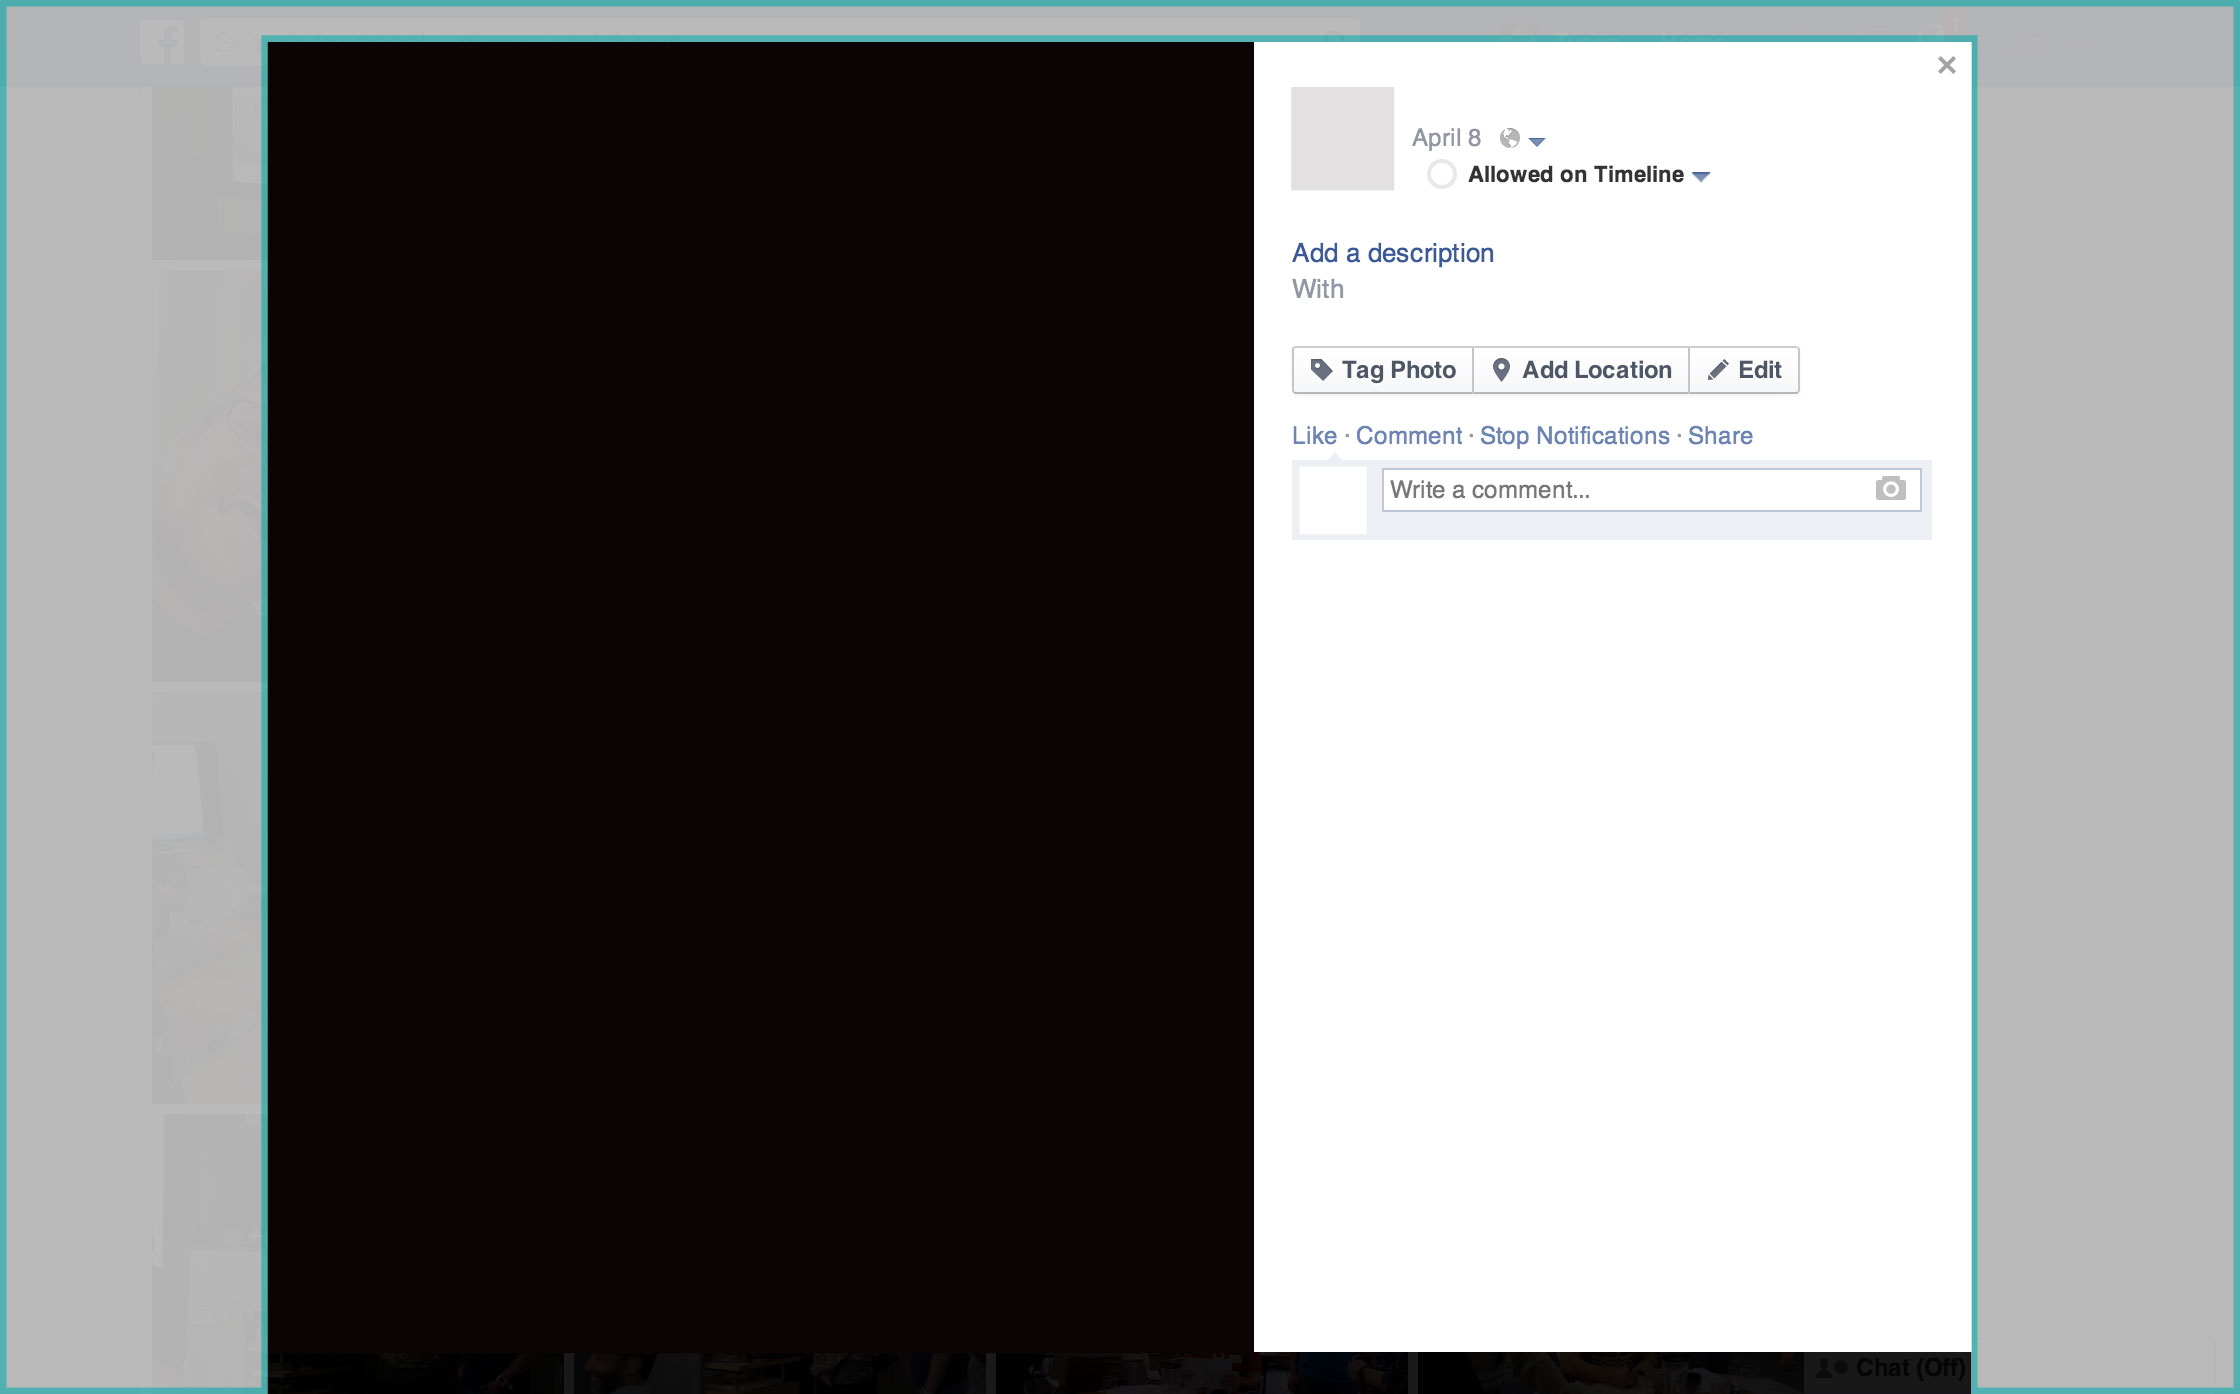 f
1
×
April 8
Allowed on Timeline
Add a description
With
Tag Photo Add Location Edit
Like · Comment · Stop Notifications · Share
Write a comment...
Chat (Off)